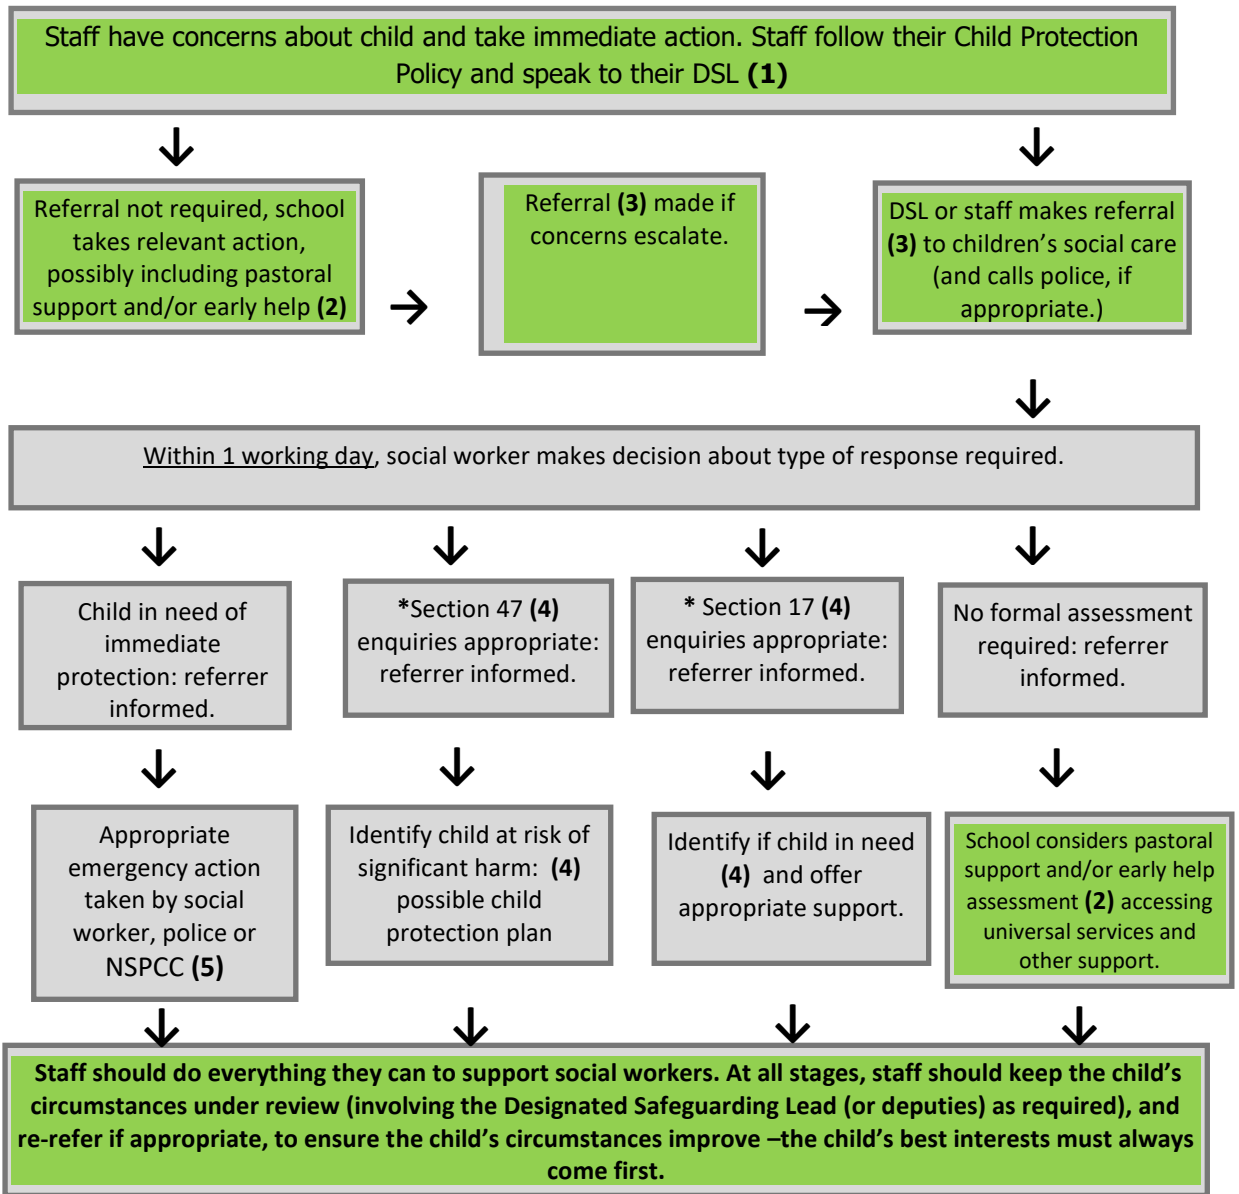 Staff have concerns about child and take immediate action. Staff follow their Child Protection
Policy and speak to their DSL (1)
Referral not required, school
takes relevant action,
possibly including pastoral
support and/or early help (2)
Referral (3) made if
concerns escalate.
DSL or staff makes referral
(3) to children’s social care
(and calls police, if
appropriate.)
Within 1 working day, social worker makes decision about type of response required.
Child in need of
immediate
protection: referrer
informed.
*Section 47 (4)
enquiries appropriate:
referrer informed.
* Section 17 (4)
enquiries appropriate:
referrer informed.
No formal assessment
required: referrer
informed.
Appropriate
emergency action
taken by social
worker, police or
NSPCC (5)
Identify child at risk of
significant harm: (4)
possible child
protection plan
Identify if child in need
(4) and offer
appropriate support.
School considers pastoral
support and/or early help
assessment (2) accessing
universal services and
other support.
Staff should do everything they can to support social workers. At all stages, staff should keep the child’s
circumstances under review (involving the Designated Safeguarding Lead (or deputies) as required), and
re-refer if appropriate, to ensure the child’s circumstances improve –the child’s best interests must always
come first.